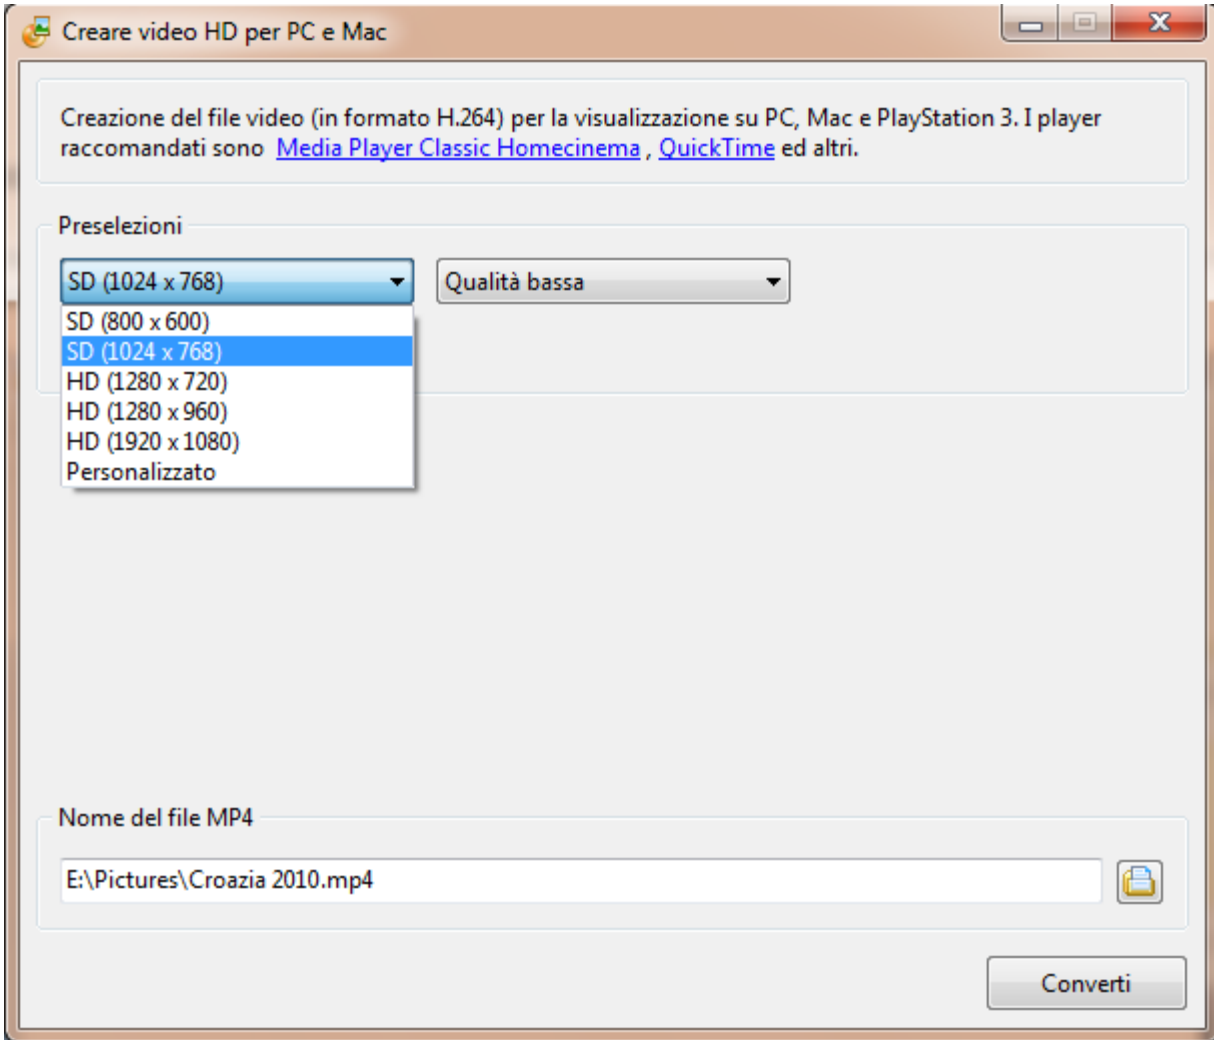 Creare video HD per PC e Mac
Creazione del file video (in formato H.264) per la visualizzazione su PC, Mac e PlayStation 3. I player
raccomandati sono Media Player Classic Homecinema , QuickTime ed altri.
Preselezioni
SD (1024 x 768)
Qualità bassa
SD (800 x 600)
SD (1024 x 768)
HD (1280 x 720)
HD (1280 x 960)
HD (1920 x 1080)
Personalizzato
Nome del file MP4
E:\Pictures\Croazia 2010.mp4
Converti